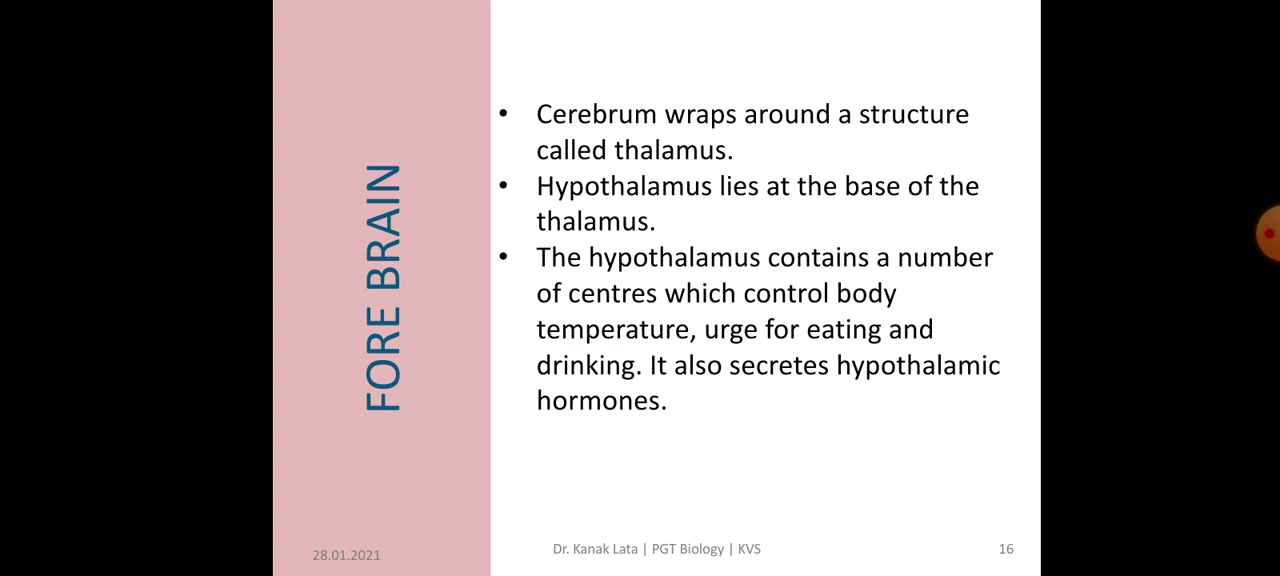 FORE BRAIN
• Cerebrum wraps around a structure
called thalamus.
• Hypothalamus lies at the base of the
thalamus.
• The hypothalamus contains a number
of centres which control body
temperature, urge for eating and
drinking. It also secretes hypothalamic
hormones.
28.01.2021
Dr. Kanak Lata | PGT Biology | KVS
16